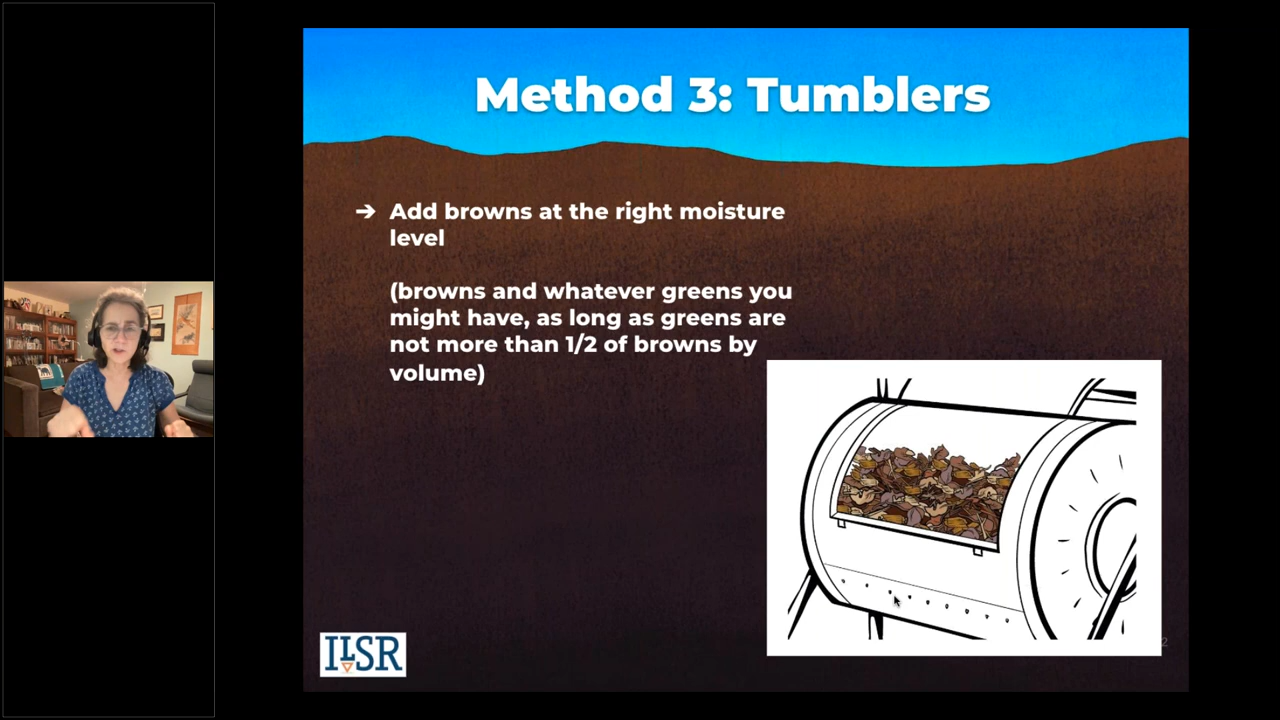 Method 3: Tumblers
➔ Add browns at the right moisture
level
(browns and whatever greens you
might have, as long as greens are
not more than 1/2 of browns by
volume)
ILSR
2